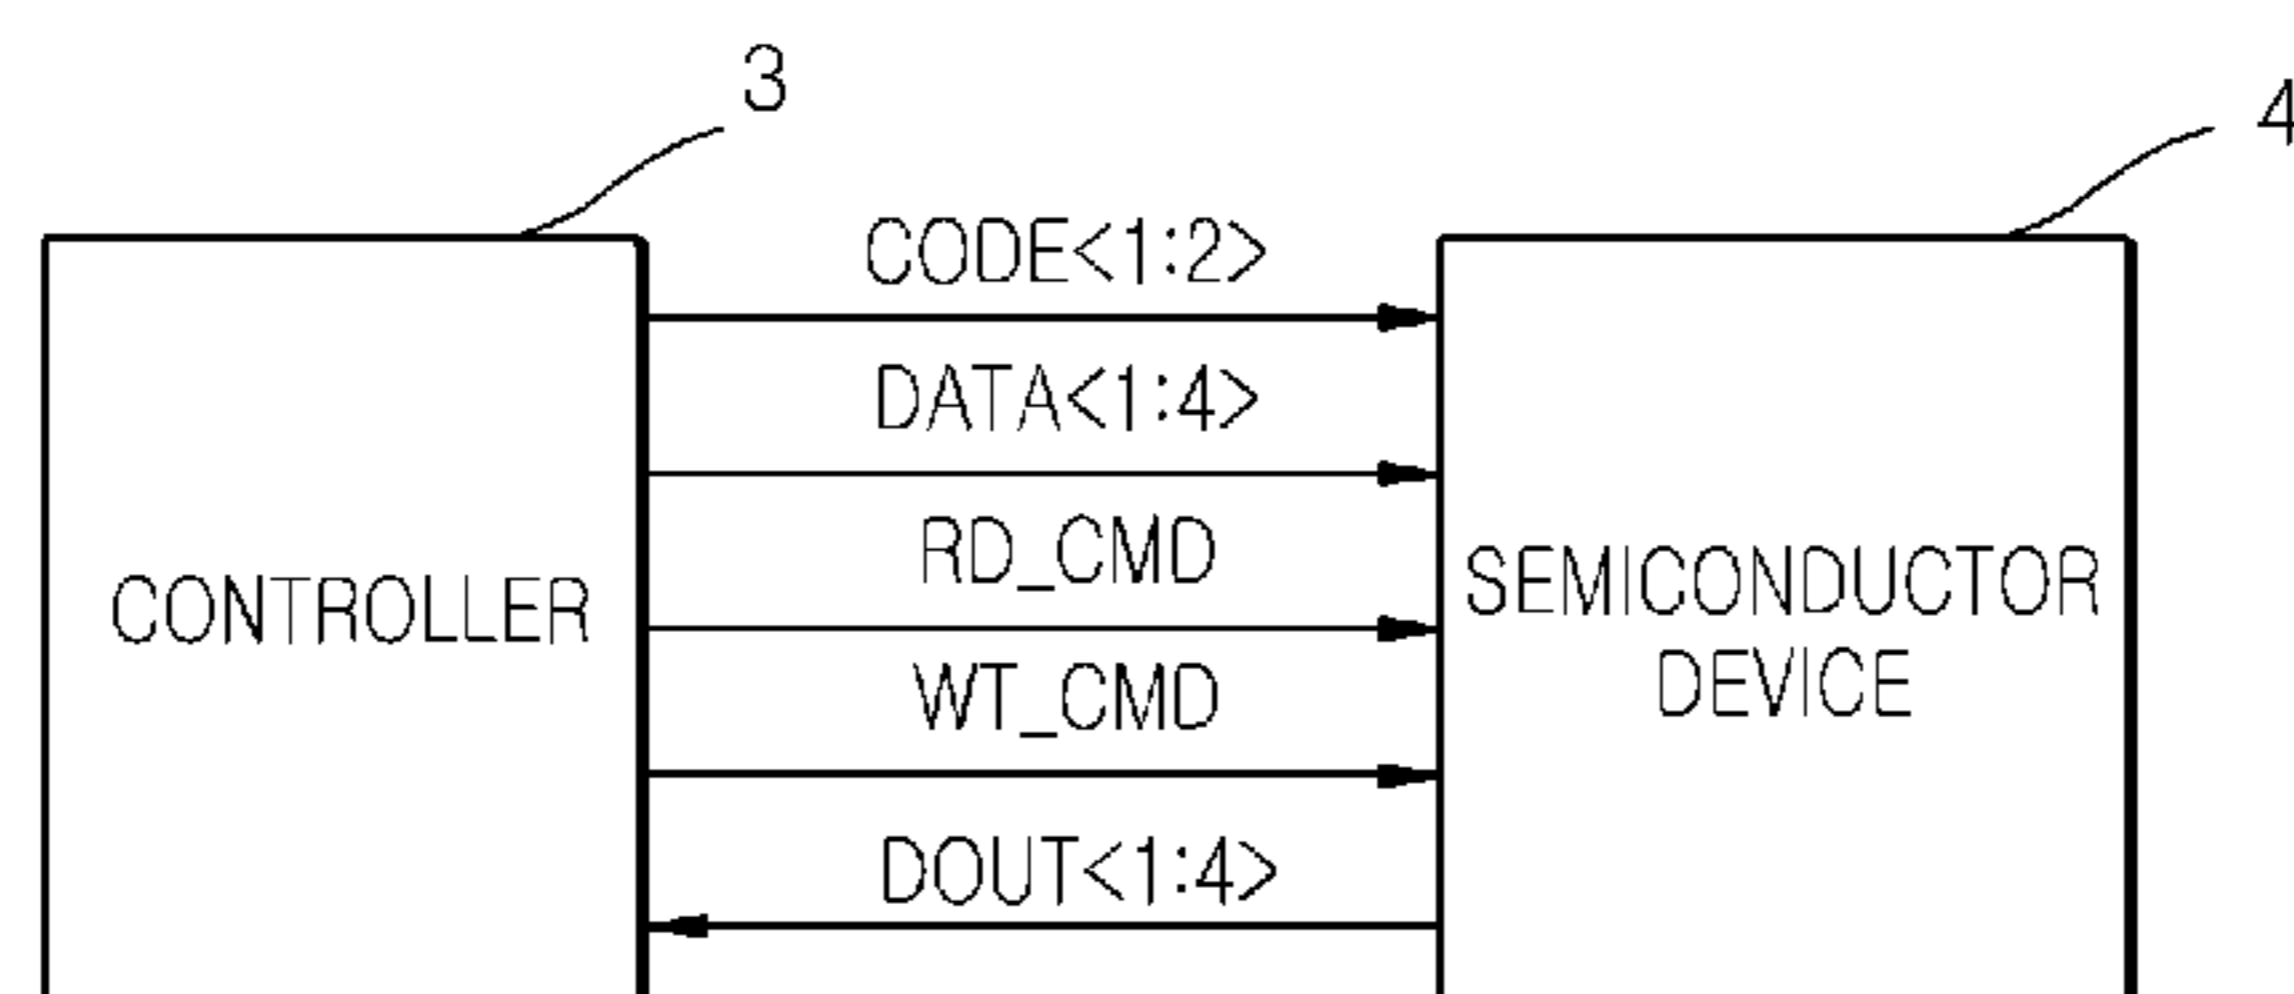 3
4
CODE<1:2>
DATA<1:4>
RD_CMD
WT_CMD
DOUT<1:4>
CONTROLLER
SEMICONDUCTOR
DEVICE